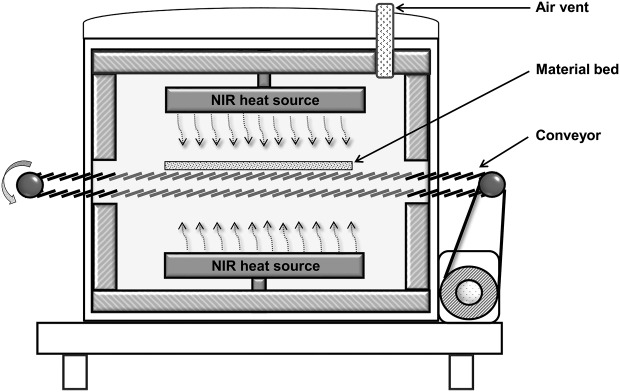 Air vent
Material bed
NIR heat source
Conveyor
NIR heat source